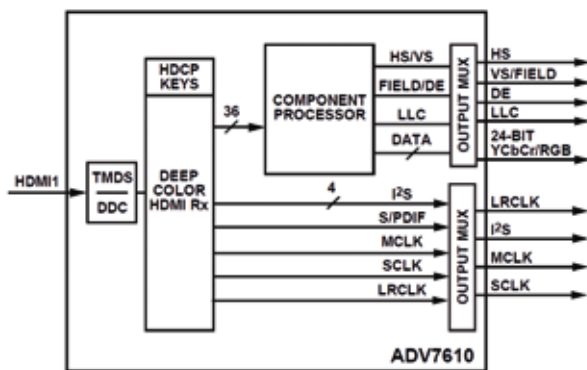 HDMI1
TMDS
DDC
HDCP
KEYS
DEEP
COLOR
HDMI Rx
36
COMPONENT
PROCESSOR
HS/VS
FIELD/DE
LLC
DATA
OUTPUT MUX
HS
VS/FIELD
DE
LLC
24-BIT
YCbCr/RGB
4
I²S
S/PDIF
MCLK
SCLK
LRCLK
OUTPUT MUX
LRCLK
I²S
MCLK
SCLK
ADV7610